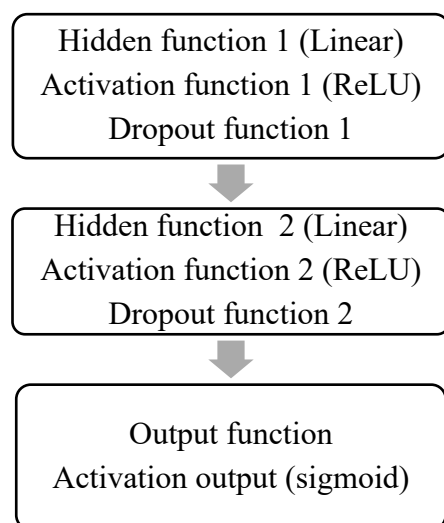 Hidden function 1 (Linear)
Activation function 1 (ReLU)
Dropout function 1
Hidden function 2 (Linear)
Activation function 2 (ReLU)
Dropout function 2
Output function
Activation output (sigmoid)